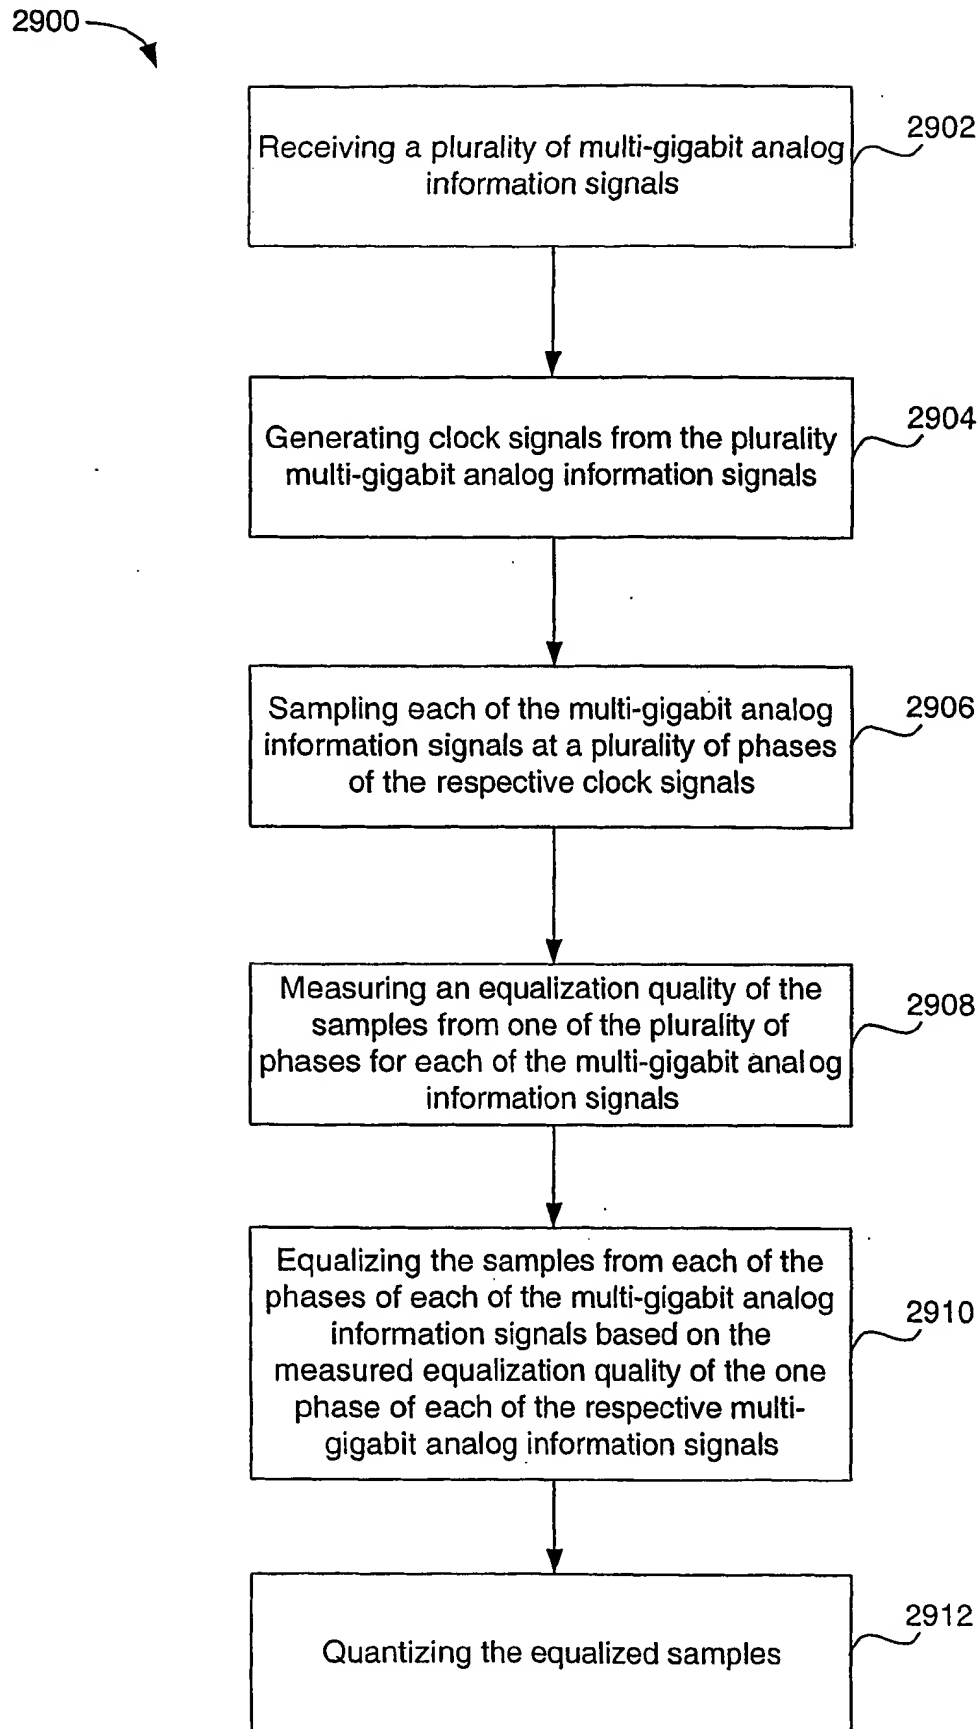 2900
2902
Receiving a plurality of multi-gigabit analog
information signals
2904
Generating clock signals from the plurality
multi-gigabit analog information signals
2906
Sampling each of the multi-gigabit analog
information signals at a plurality of phases
of the respective clock signals
2908
Measuring an equalization quality of the
samples from one of the plurality of
phases for each of the multi-gigabit analog
information signals
2910
Equalizing the samples from each of the
phases of each of the multi-gigabit analog
information signals based on the
measured equalization quality of the one
phase of each of the respective multi-
gigabit analog information signals
2912
Quantizing the equalized samples